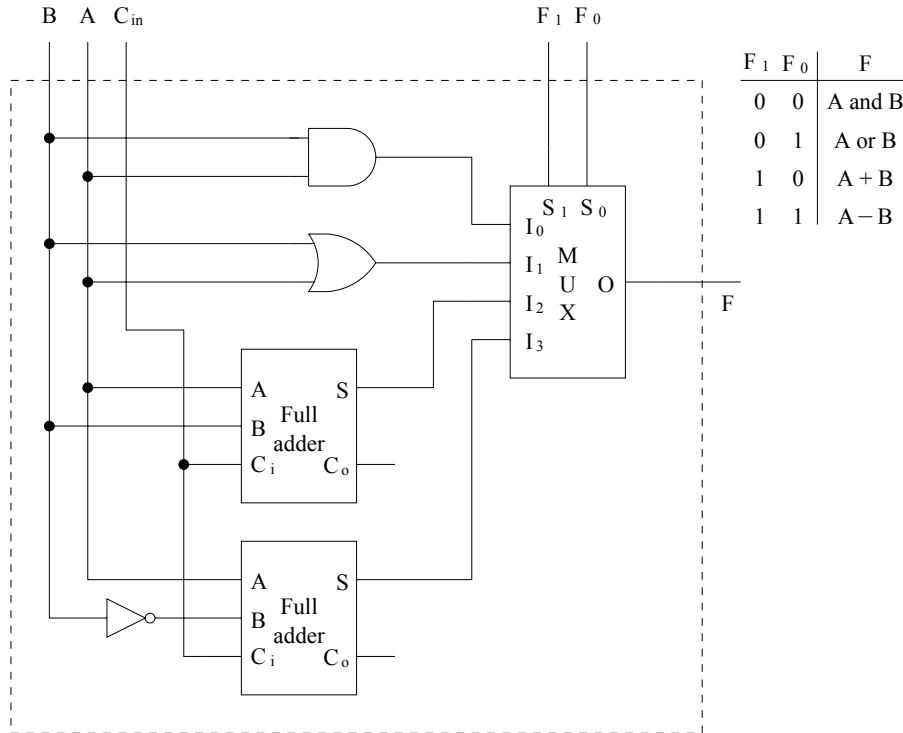 B A Cin F1 F0
F1 F0 F
0 0 A and B
0 1 A or B
1 0 A + B
1 1 A − B
S1 S0
I0
I1 M
U O
I2 X
I3
F
A S
Full
B adder
Ci Co
A S
Full
B adder
Ci Co